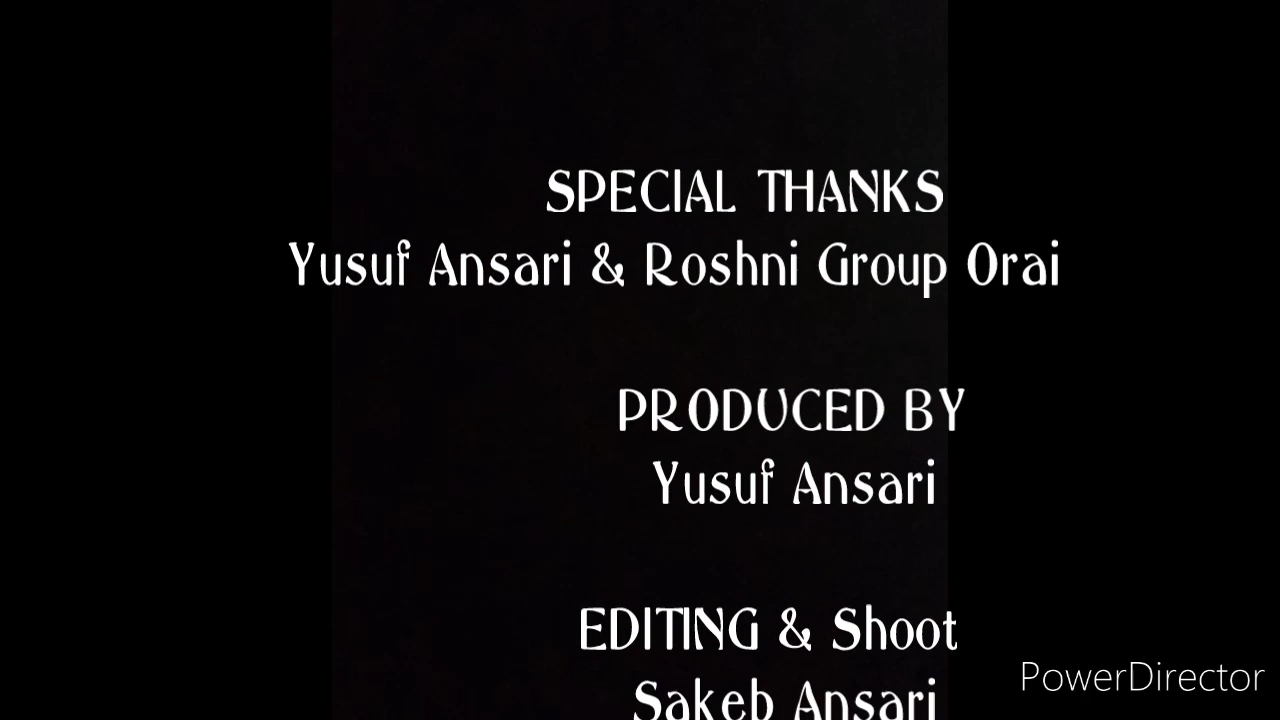 SPECIAL THANKS
Yusuf Ansari & Roshni Group Orai
PRODUCED BY
Yusuf Ansari
EDITING & Shoot
Sakeb Ansari
PowerDirector